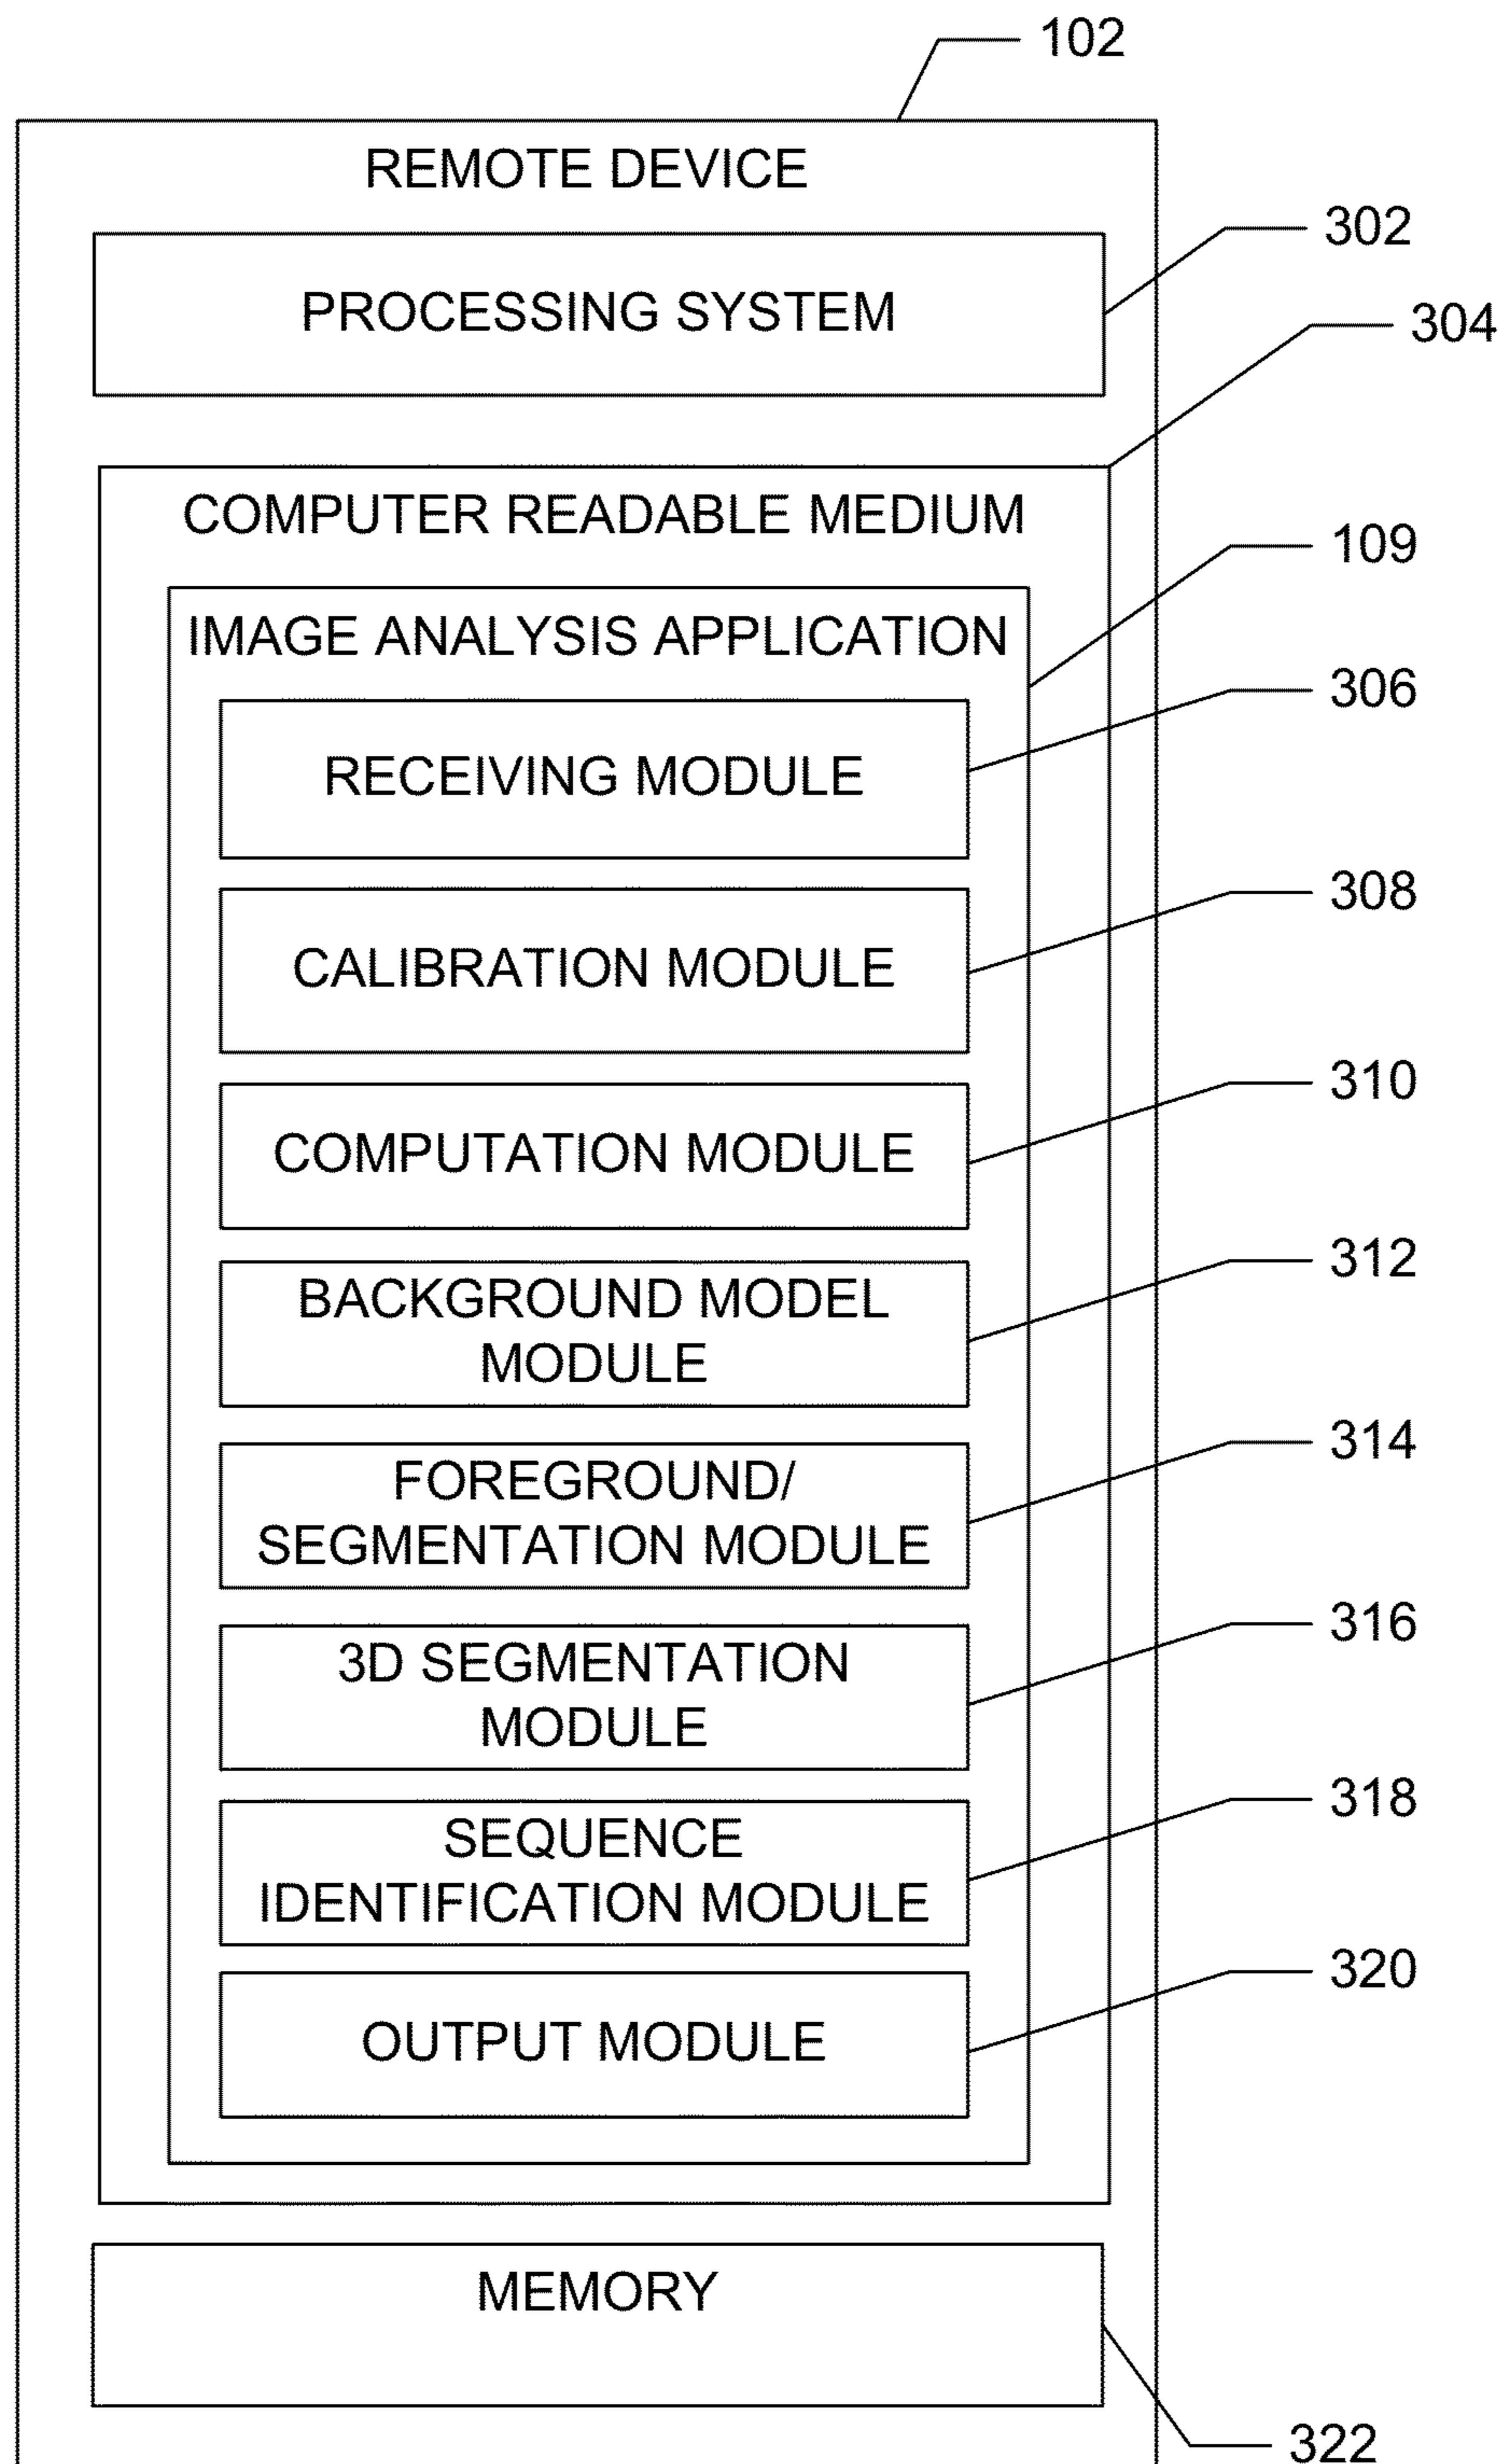 102
REMOTE DEVICE
302
PROCESSING SYSTEM
304
COMPUTER READABLE MEDIUM
109
IMAGE ANALYSIS APPLICATION
306
RECEIVING MODULE
308
CALIBRATION MODULE
310
COMPUTATION MODULE
312
BACKGROUND MODEL
MODULE
314
FOREGROUND/
SEGMENTATION MODULE
316
3D SEGMENTATION
MODULE
318
SEQUENCE
IDENTIFICATION MODULE
320
OUTPUT MODULE
MEMORY
322